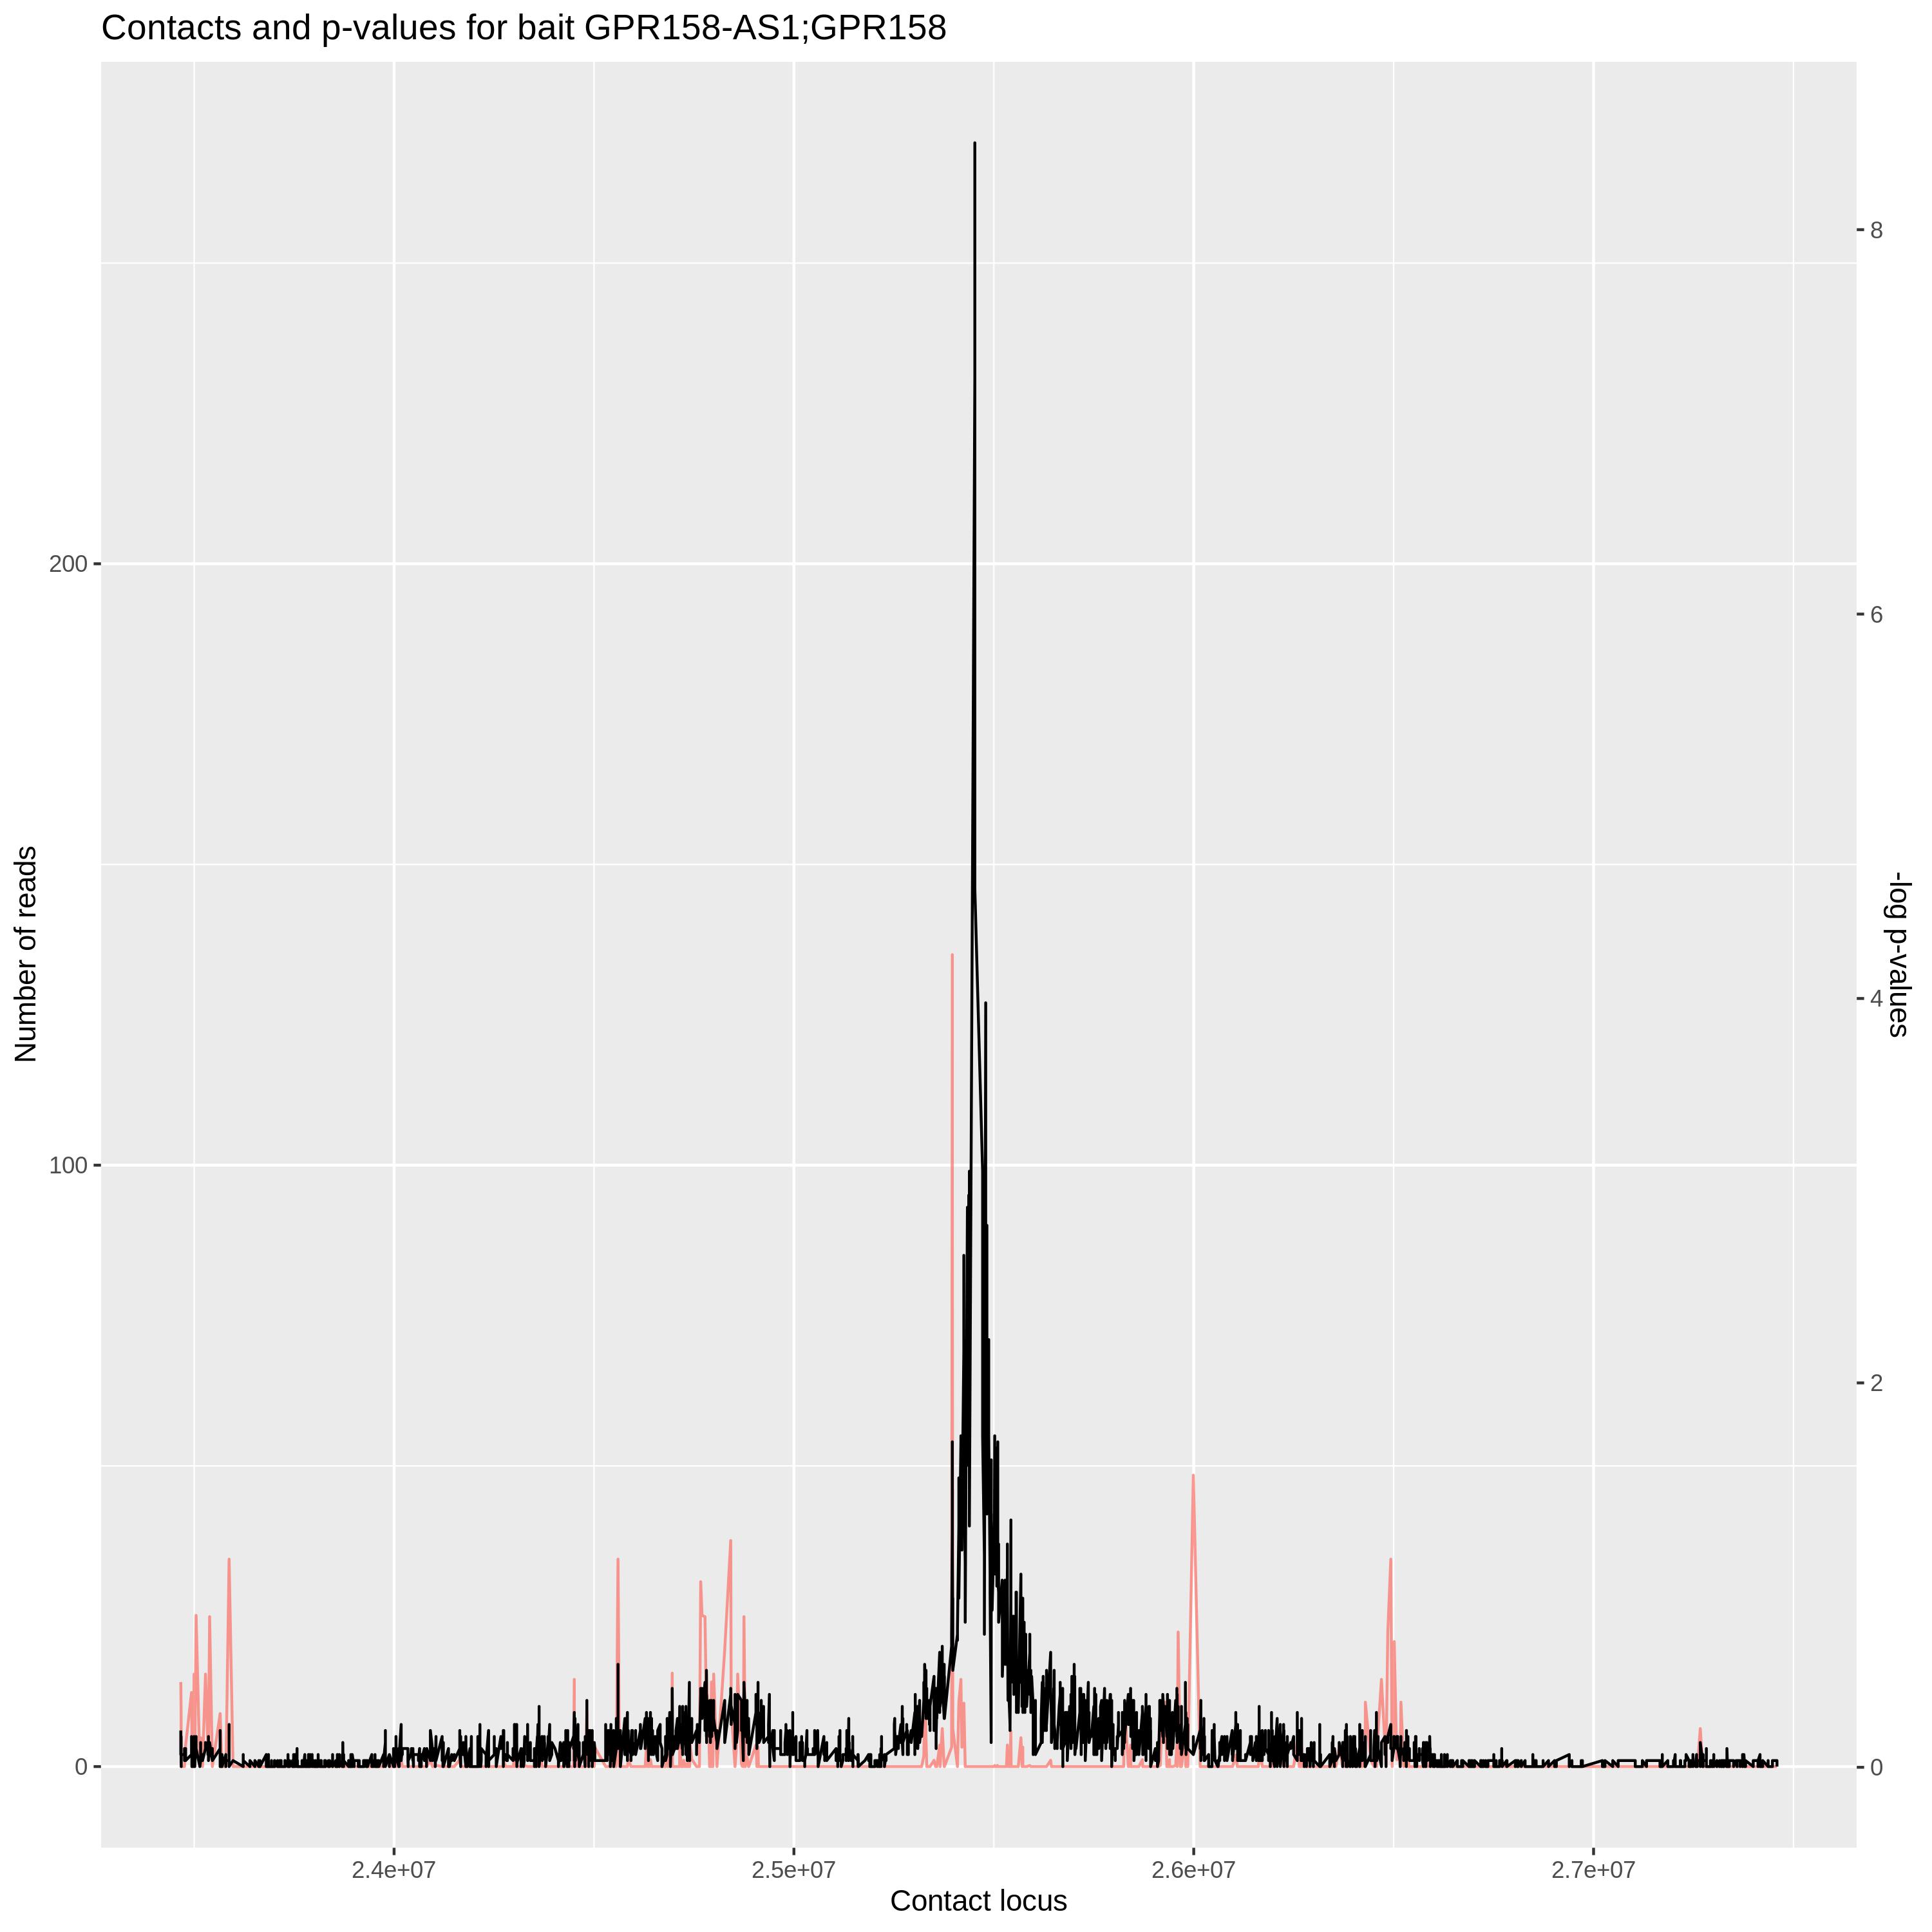 Contacts and p-values for bait GPR158-AS1;GPR158
Number of reads
200
100
0
8
6
4
2
0
-log p-values
2.4e+07 2.5e+07 2.6e+07 2.7e+07
Contact locus